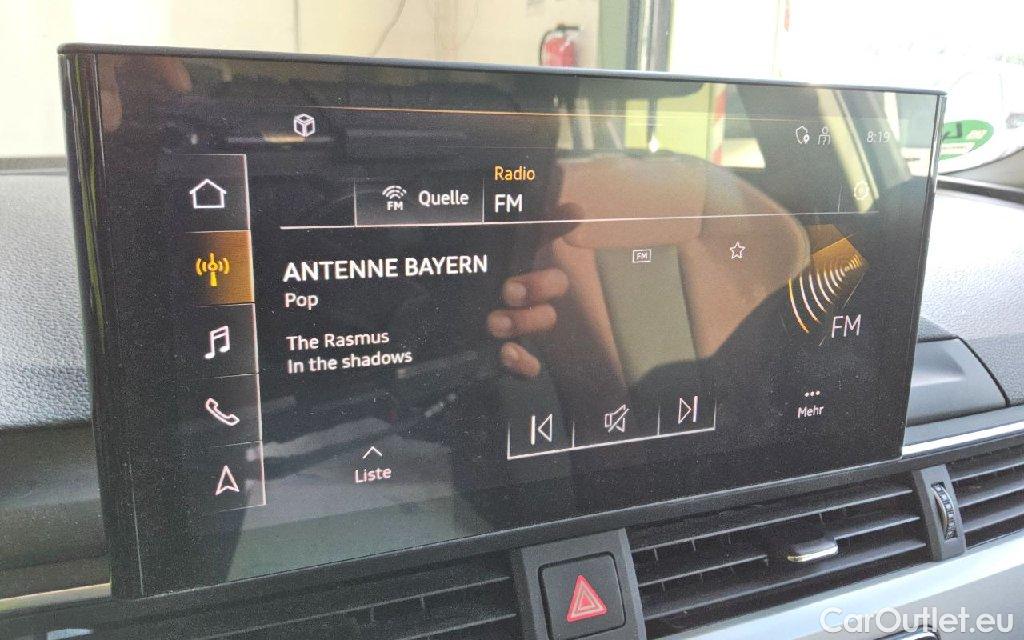 8:19
Radio
FM Quelle FM
ANTENNE BAYERN
FM
Pop
The Rasmus
In the shadows
FM
Mehr
Liste
CarOutlet.eu